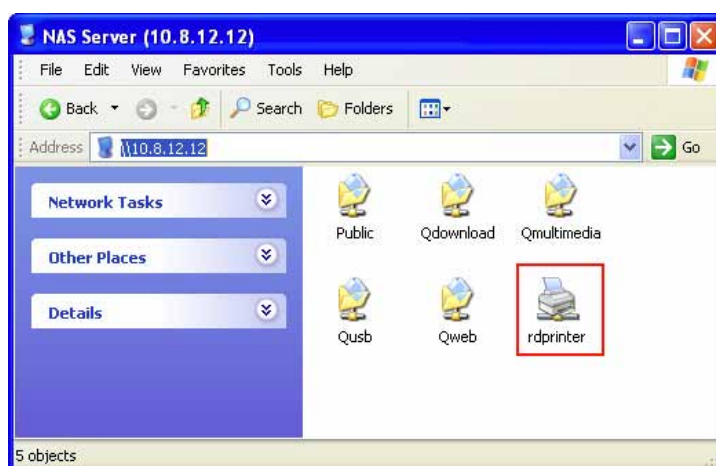 NAS Server (10.8.12.12)
File Edit View Favorites Tools Help
Back Search Folders
Address \\10.8.12.12 Go
Network Tasks
Other Places
Details
Public Qdownload Qmultimedia
Qusb Qweb rdprinter
5 objects